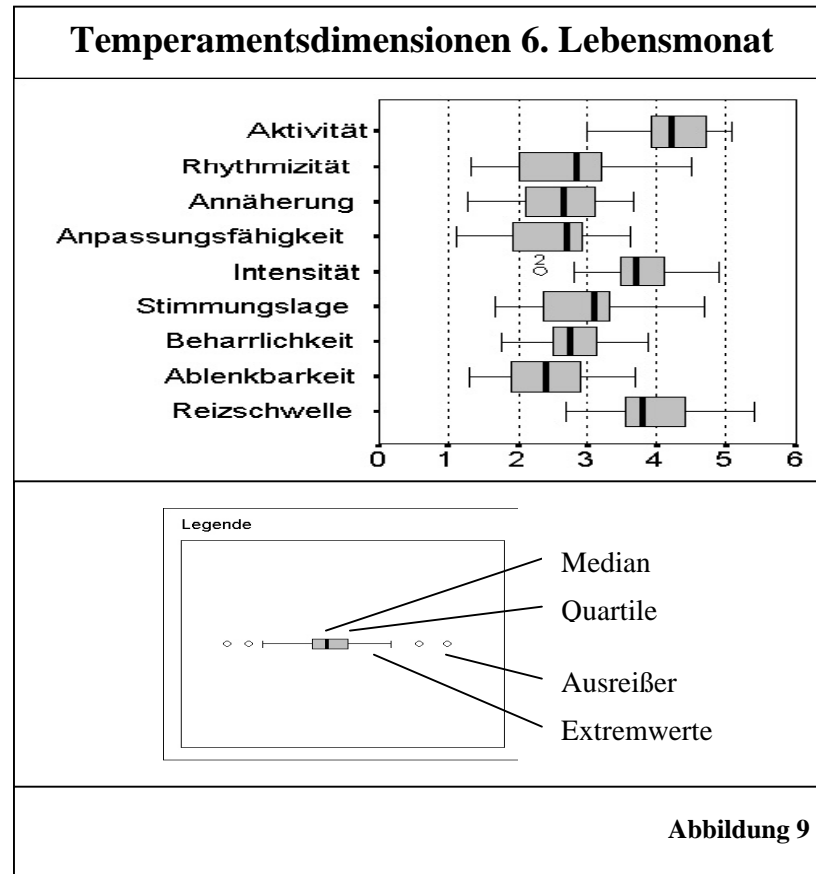 Temperamentsdimensionen 6. Lebensmonat
Aktivität
Rhythmizität
Annäherung
Anpassungsfähigkeit
2
Intensität
Stimmungslage
Beharrlichkeit
Ablenkbarkeit
Reizschwelle
0 1 2 3 4 5 6
Legende
Median
Quartile
Ausreißer
Extremwerte
Abbildung 9